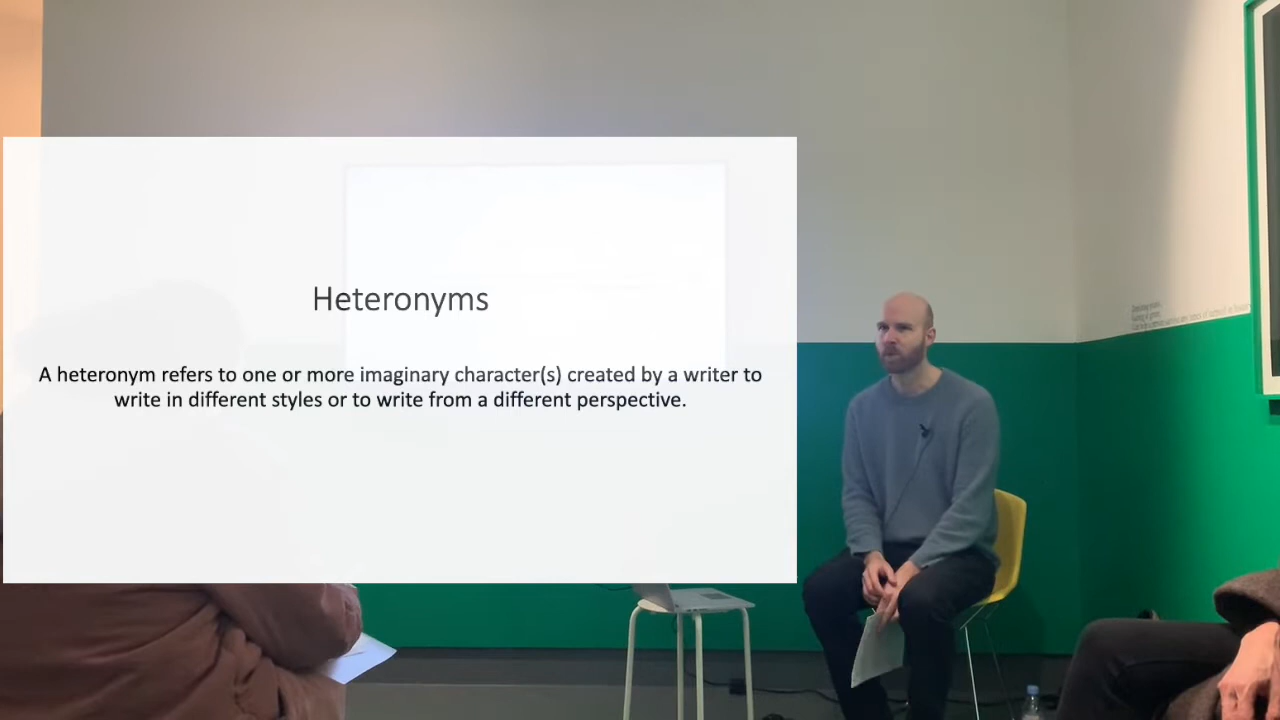 Heteronyms
A heteronym refers to one or more imaginary character(s) created by a writer to
write in different styles or to write from a different perspective.